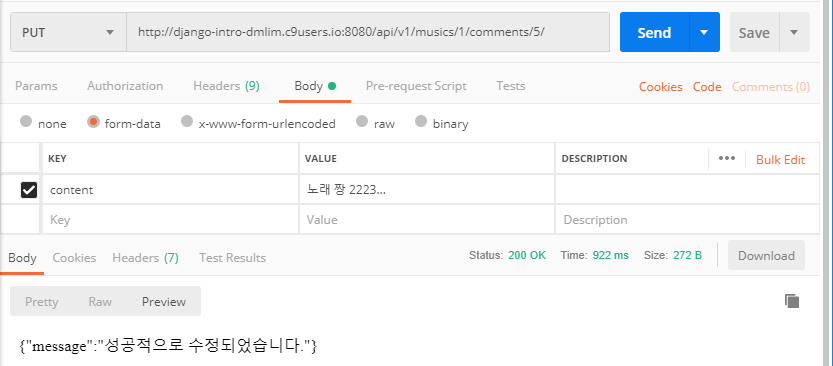 PUT http://django-intro-dmlim.c9users.io:8080/api/v1/musics/1/comments/5/ Send Save
Params Authorization Headers (9) Body Pre-request Script Tests Cookies Code Comments (0)
none form-data x-www-form-urlencoded raw binary
KEY VALUE DESCRIPTION ••• Bulk Edit
content 노래 짱 2223...
Key Value Description
Body Cookies Headers (7) Test Results Status: 200 OK Time: 922 ms Size: 272 B Download
Pretty Raw Preview
{"message":"성공적으로 수정되었습니다."}